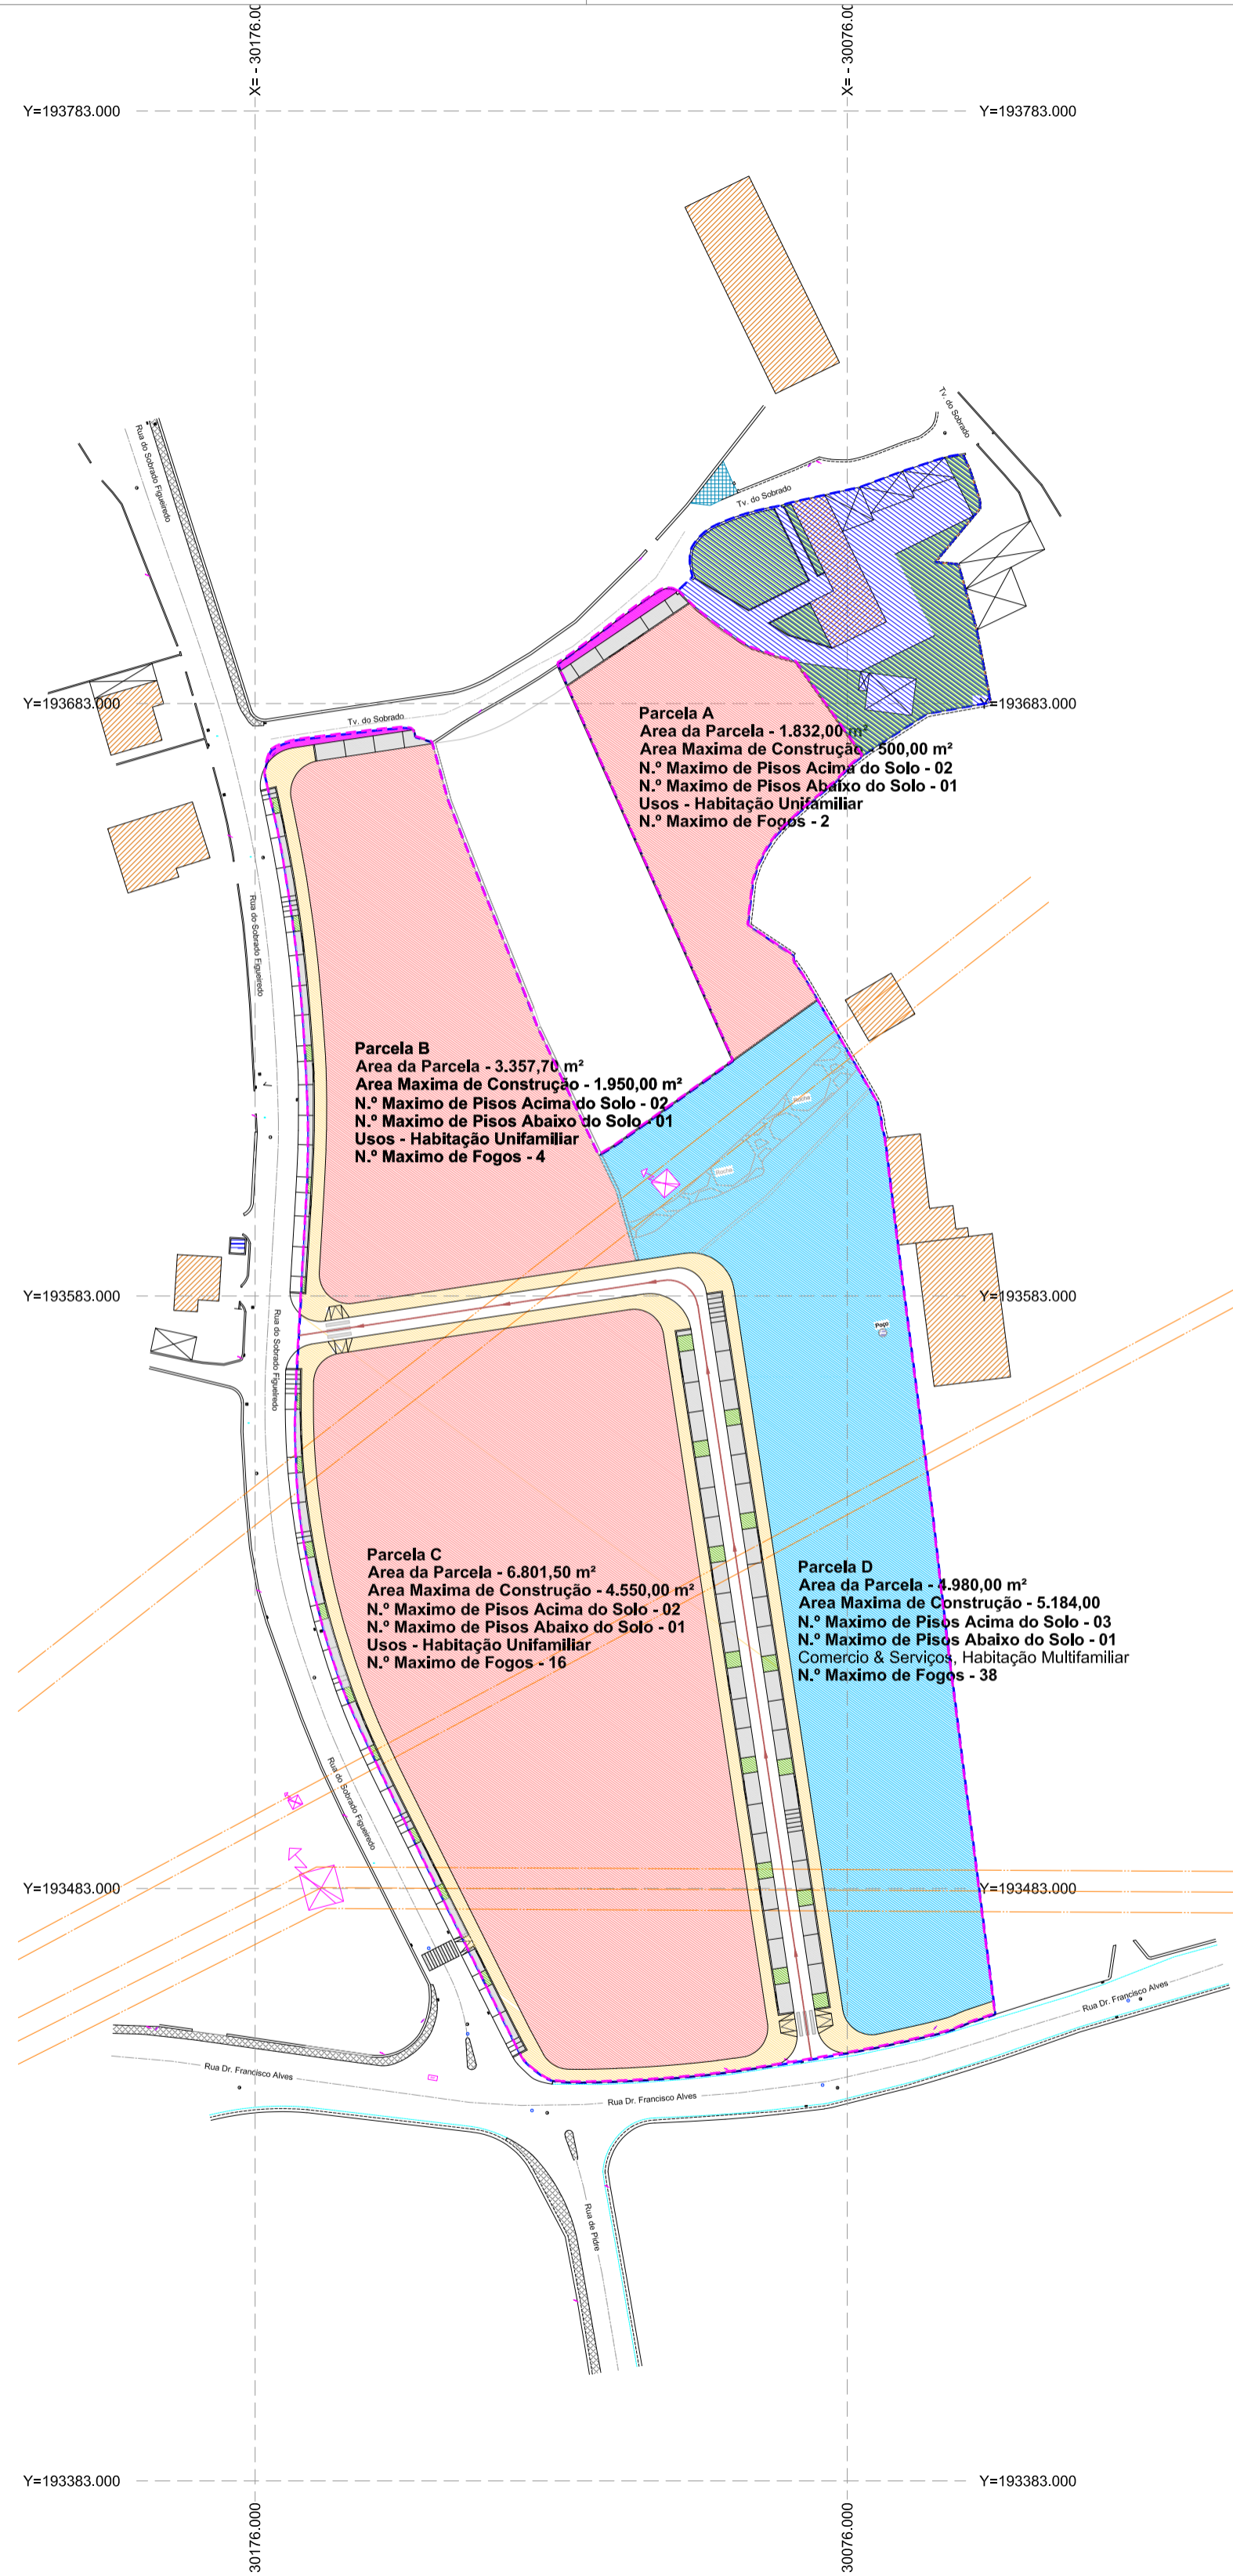 X= - 30176.00
X= - 30076.00
Y=193783.000
Y=193783.000
Tv. do Sobrado
Rua do Sobrado Figueiredo
Tv. do Sobrado
Y=193683.000
Y=193683.000
Tv. do Sobrado
Parcela A
Area da Parcela - 1.832,00 m²
Area Maxima de Construção - 500,00 m²
N.º Maximo de Pisos Acima do Solo - 02
N.º Maximo de Pisos Abaixo do Solo - 01
Usos - Habitação Unifamiliar
N.º Maximo de Fogos - 2
Rua do Sobrado Figueiredo
Parcela B
Area da Parcela - 3.357,70 m²
Area Maxima de Construção - 1.950,00 m²
N.º Maximo de Pisos Acima do Solo - 02
N.º Maximo de Pisos Abaixo do Solo - 01
Usos - Habitação Unifamiliar
N.º Maximo de Fogos - 4
Rocha
Rocha
Y=193583.000
Y=193583.000
Poço
Rua do Sobrado Figueiredo
Parcela C
Area da Parcela - 6.801,50 m²
Area Maxima de Construção - 4.550,00 m²
N.º Maximo de Pisos Acima do Solo - 02
N.º Maximo de Pisos Abaixo do Solo - 01
Usos - Habitação Unifamiliar
N.º Maximo de Fogos - 16
Parcela D
Area da Parcela - 4.980,00 m²
Area Maxima de Construção - 5.184,00
N.º Maximo de Pisos Acima do Solo - 03
N.º Maximo de Pisos Abaixo do Solo - 01
Comercio & Serviços, Habitação Multifamiliar
N.º Maximo de Fogos - 38
Rua do Sobrado Figueiredo
Y=193483.000
Y=193483.000
Rua Dr. Francisco Alves
Rua Dr. Francisco Alves
Rua Dr. Francisco Alves
Rua de Pidre
Y=193383.000
Y=193383.000
30176.000
30076.000